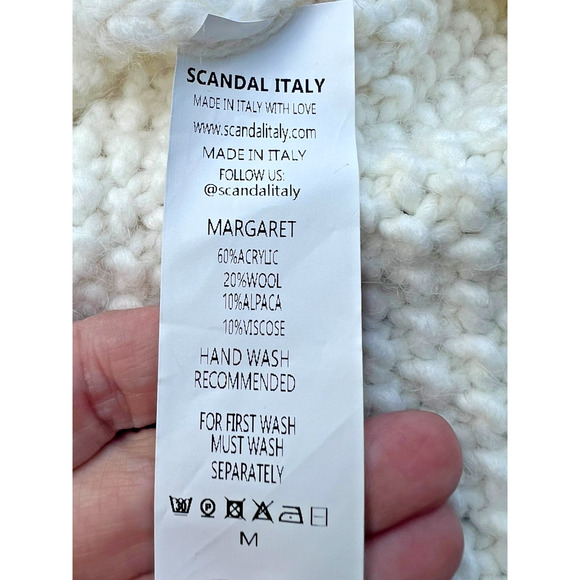 SCANDAL ITALY
MADE IN ITALY WITH LOVE
www.scandalitaly.com
MADE IN ITALY
FOLLOW US:
@scandalitaly
MARGARET
60%ACRYLIC
20%WOOL
10%ALPACA
10%VISCOSE
HAND WASH
RECOMMENDED
FOR FIRST WASH
MUST WASH
SEPARATELY
M